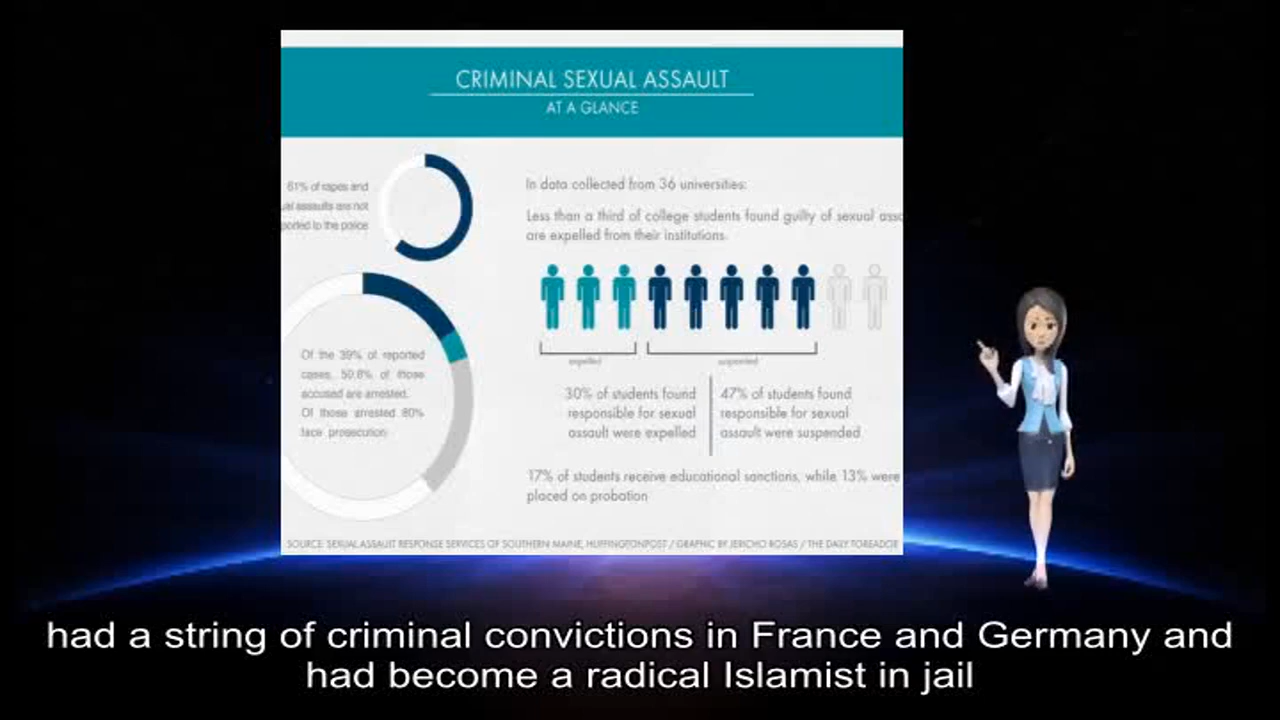 CRIMINAL SEXUAL ASSAULT
AT A GLANCE
61% of rapes and
ual assaults are not
ported to the police
In data collected from 36 universities:
Less than a third of college students found guilty of sexual assa
are expelled from their institutions.
expelled
suspended
Of the 39% of reported
cases, 50.8% of those
accused are arrested.
Of those arrested 80%
face prosecution
30% of students found
responsible for sexual
assault were expelled
47% of students found
responsible for sexual
assault were suspended
17% of students receive educational sanctions, while 13% were
placed on probation
SOURCE: SEXUAL ASSAULT RESPONSE SERVICES OF SOUTHERN MAINE, HUFFINGTONPOST / GRAPHIC BY JERICHO ROSAS / THE DAILY TOREADOR
had a string of criminal convictions in France and Germany and
had become a radical Islamist in jail